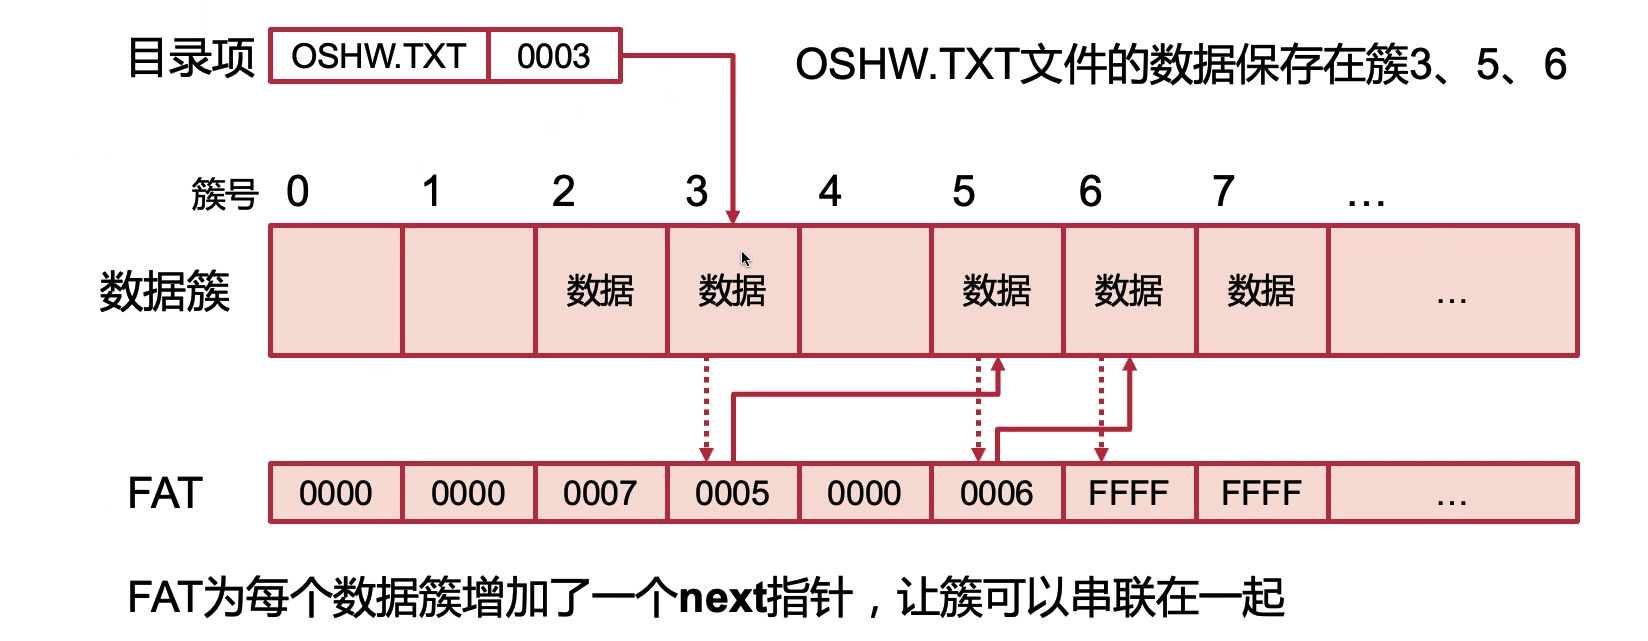 目录项 OSHW.TXT 0003 OSHW.TXT文件的数据保存在簇3、5、6
簇号 0 1 2 3 4 5 6 7 ...
数据簇 数据 数据 数据 数据 数据 ...
FAT 0000 0000 0007 0005 0000 0006 FFFF FFFF ...
FAT为每个数据簇增加了一个next指针，让簇可以串联在一起